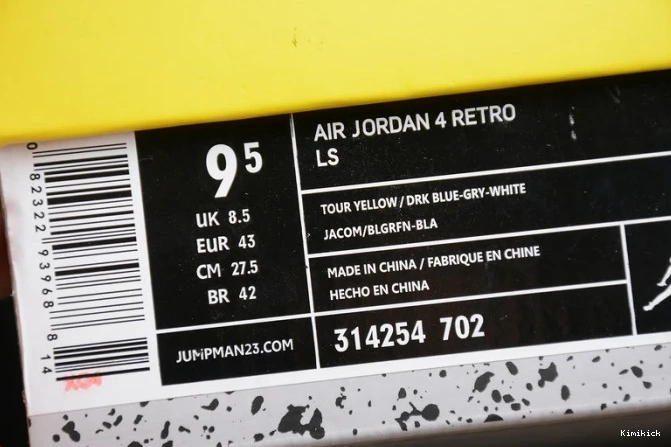 0 82322 93968 8 14
9 5
UK 8.5
EUR 43
CM 27.5
BR 42
JUMPMAN23.COM
AIR JORDAN 4 RETRO
LS
TOUR YELLOW / DRK BLUE-GRY-WHITE
JACOM/BLGRFN-BLA
MADE IN CHINA / FABRIQUE EN CHINE
HECHO EN CHINA
314254 702
Kimikick